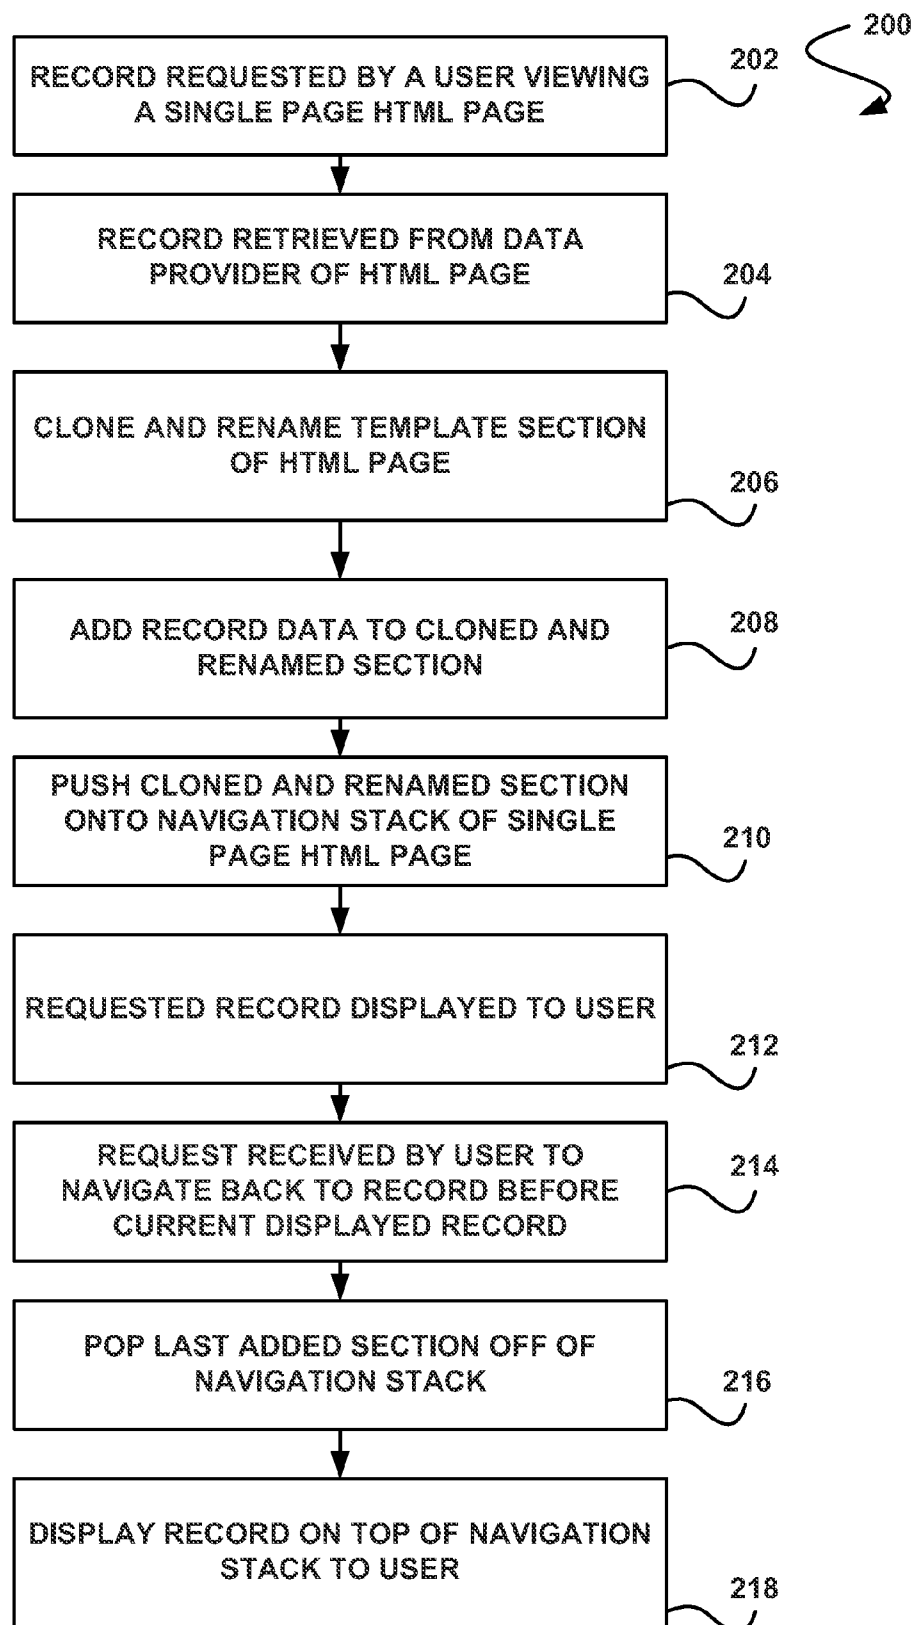 200
RECORD REQUESTED BY A USER VIEWING
A SINGLE PAGE HTML PAGE
202
RECORD RETRIEVED FROM DATA
PROVIDER OF HTML PAGE
204
CLONE AND RENAME TEMPLATE SECTION
OF HTML PAGE
206
ADD RECORD DATA TO CLONED AND
RENAMED SECTION
208
PUSH CLONED AND RENAMED SECTION
ONTO NAVIGATION STACK OF SINGLE
PAGE HTML PAGE
210
REQUESTED RECORD DISPLAYED TO USER
212
REQUEST RECEIVED BY USER TO
NAVIGATE BACK TO RECORD BEFORE
CURRENT DISPLAYED RECORD
214
POP LAST ADDED SECTION OFF OF
NAVIGATION STACK
216
DISPLAY RECORD ON TOP OF NAVIGATION
STACK TO USER
218